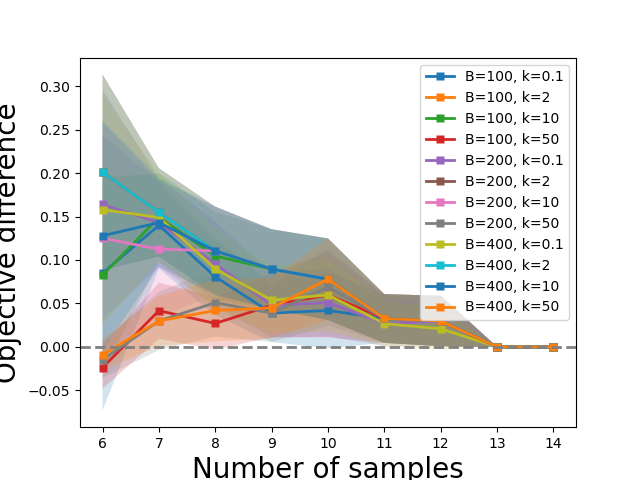 Objective difference
0.30
0.25
0.20
0.15
0.10
0.05
0.00
−0.05
B=100, k=0.1
B=100, k=2
B=100, k=10
B=100, k=50
B=200, k=0.1
B=200, k=2
B=200, k=10
B=200, k=50
B=400, k=0.1
B=400, k=2
B=400, k=10
B=400, k=50
6 7 8 9 10 11 12 13 14
Number of samples